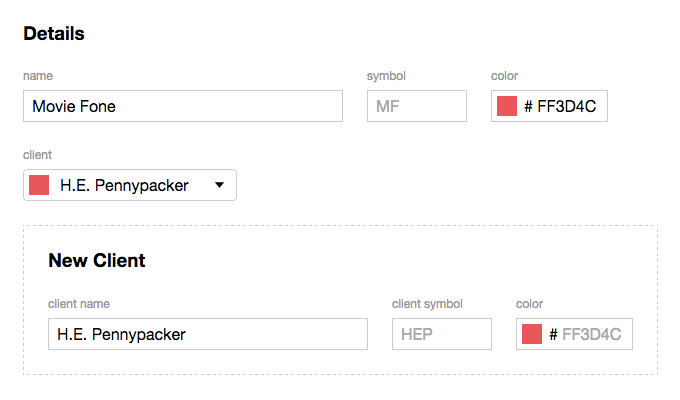 Details
name symbol color
Movie Fone MF # FF3D4C
client
H.E. Pennypacker
New Client
client name client symbol color
H.E. Pennypacker HEP # FF3D4C